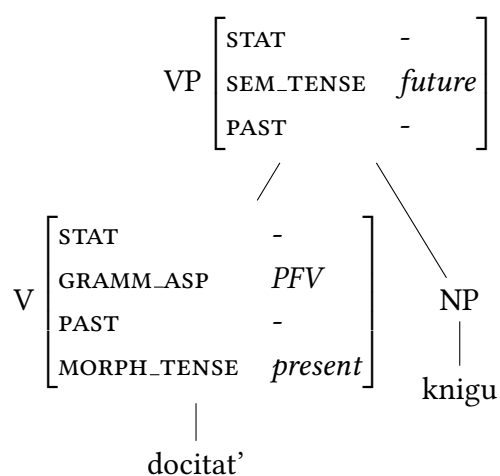 VP
STAT -
SEM_TENSE future
PAST -
V
STAT -
GRAMM_ASP PFV
PAST -
MORPH_TENSE present
NP
knigu
docitat'